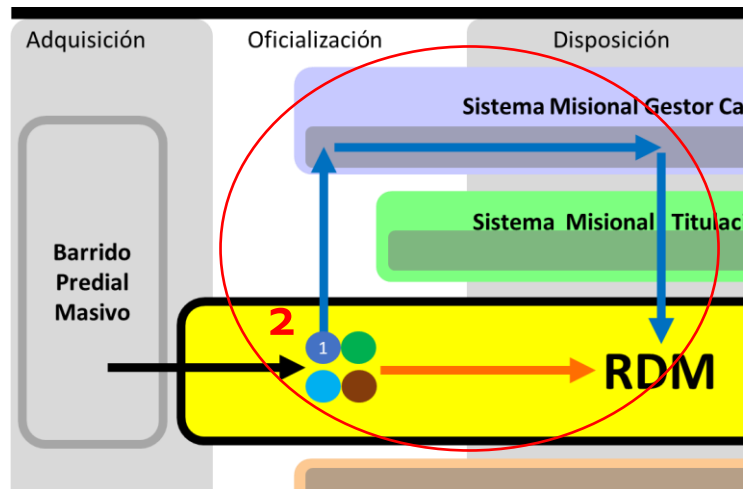 Adquisición
Oficialización
Disposición
Sistema Misional Gestor Ca
Sistema Misional Titulac
Barrido
Predial
Masivo
2
1
RDM